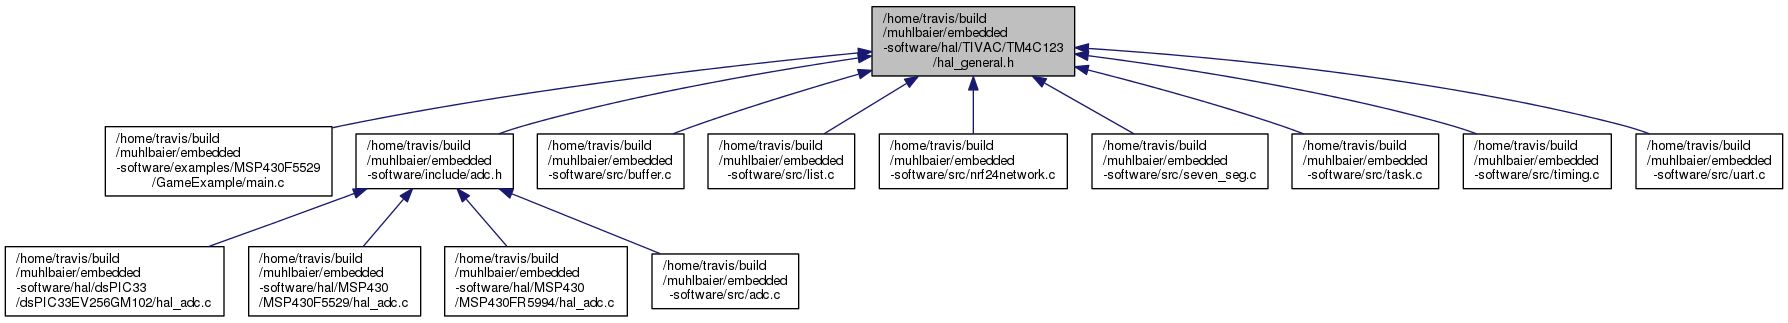 /home/travis/build
/muhlbaier/embedded
-software/hal/TIVAC/TM4C123
/hal_general.h
/home/travis/build
/muhlbaier/embedded
-software/examples/MSP430F5529
/GameExample/main.c
/home/travis/build
/muhlbaier/embedded
-software/include/adc.h
/home/travis/build
/muhlbaier/embedded
-software/src/buffer.c
/home/travis/build
/muhlbaier/embedded
-software/src/list.c
/home/travis/build
/muhlbaier/embedded
-software/src/nrf24network.c
/home/travis/build
/muhlbaier/embedded
-software/src/seven_seg.c
/home/travis/build
/muhlbaier/embedded
-software/src/task.c
/home/travis/build
/muhlbaier/embedded
-software/src/timing.c
/home/travis/build
/muhlbaier/embedded
-software/src/uart.c
/home/travis/build
/muhlbaier/embedded
-software/hal/dsPIC33
/dsPIC33EV256GM102/hal_adc.c
/home/travis/build
/muhlbaier/embedded
-software/hal/MSP430
/MSP430F5529/hal_adc.c
/home/travis/build
/muhlbaier/embedded
-software/hal/MSP430
/MSP430FR5994/hal_adc.c
/home/travis/build
/muhlbaier/embedded
-software/src/adc.c